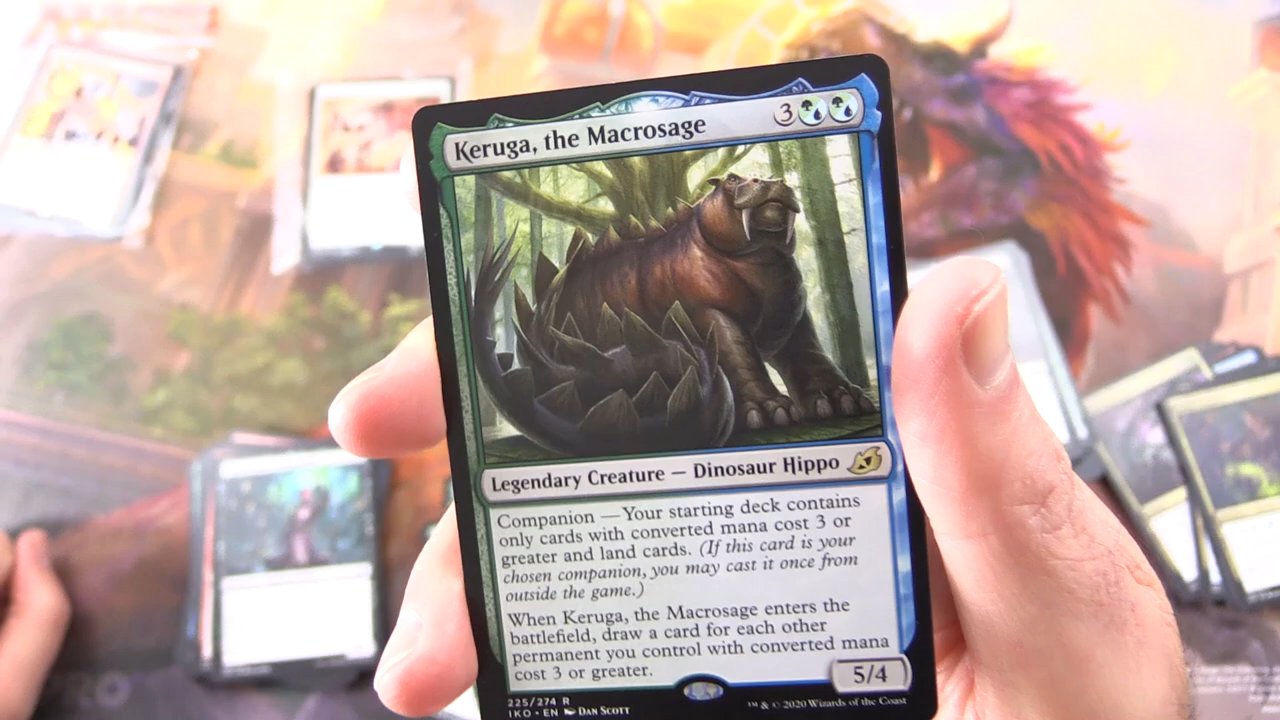 Keruga, the Macrosage 3
Legendary Creature — Dinosaur Hippo
Companion — Your starting deck contains
only cards with converted mana cost 3 or
greater and land cards. (If this card is your
chosen companion, you may cast it once from
outside the game.)
When Keruga, the Macrosage enters the
battlefield, draw a card for each other
permanent you control with converted mana
cost 3 or greater.
5/4
225/274 R
IKO • EN DAN SCOTT
™ & © 2020 Wizards of the Coast